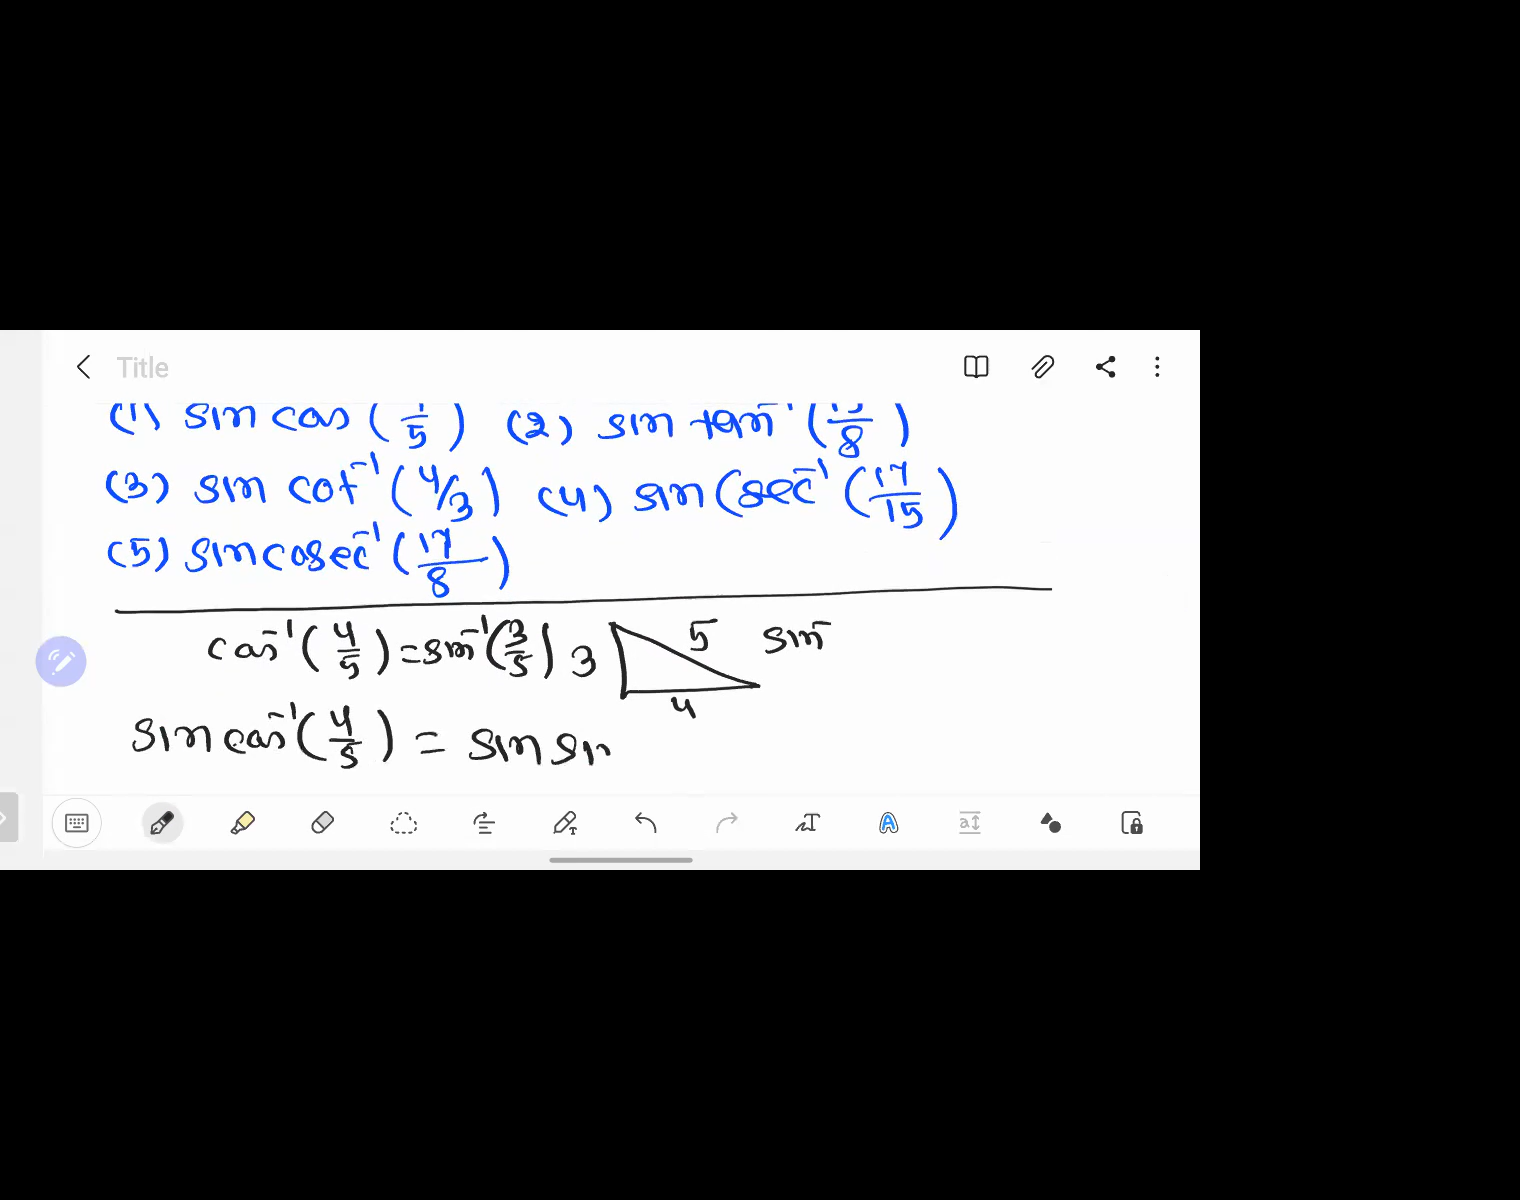 Title
(1) sin cos (4/5) (2) sin tan⁻¹(15/8)
(3) sin cot⁻¹(4/3) (4) sin(sec⁻¹(17/15)
(5) sin cosec⁻¹(17/8)
cos⁻¹(4/5)=sin⁻¹(3/5) 3 5 4 sin⁻
sin cos⁻¹(4/5) = sin sin